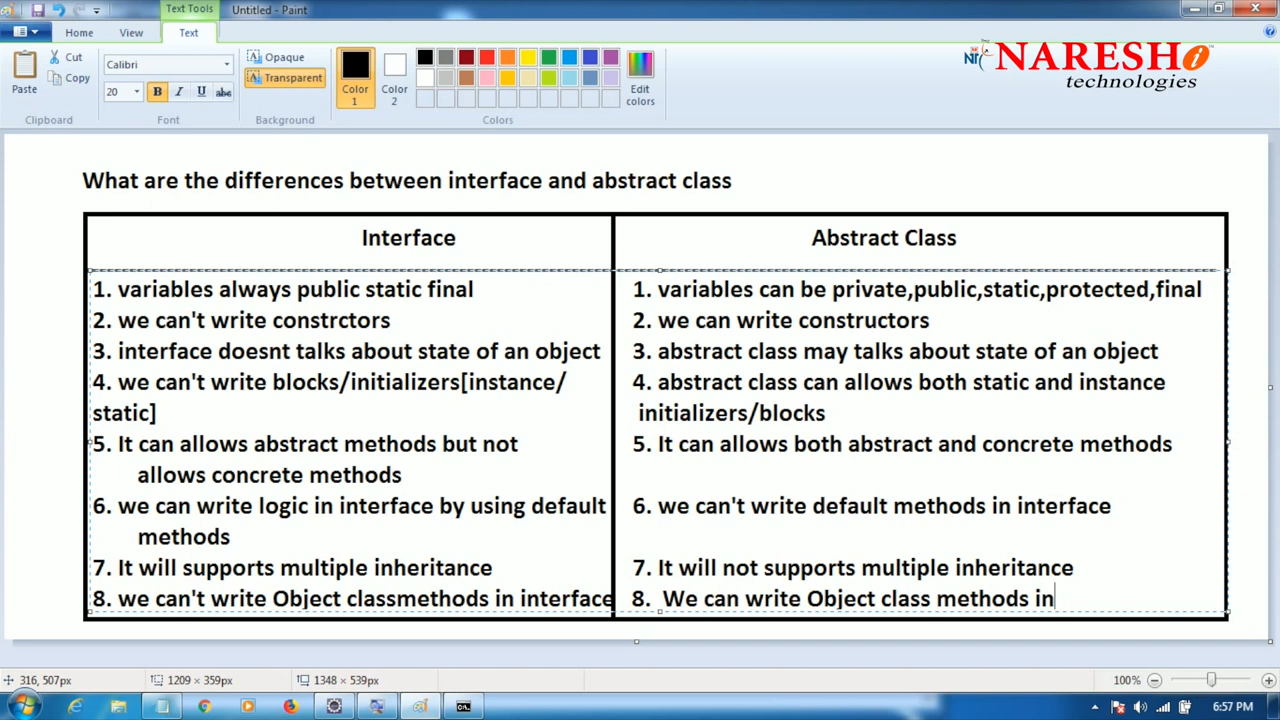 Text Tools
Untitled - Paint
Home
View
Text
Cut
Copy
Paste
Clipboard
Calibri
20
B
I
U
abc
Font
Opaque
Transparent
Background
Color 1
Color 2
Edit colors
Colors
NARESH i
technologies
What are the differences between interface and abstract class
Interface
1. variables always public static final
2. we can't write constrctors
3. interface doesnt talks about state of an object
4. we can't write blocks/initializers[instance/
static]
5. It can allows abstract methods but not
allows concrete methods
6. we can write logic in interface by using default
methods
7. It will supports multiple inheritance
8. we can't write Object classmethods in interface
Abstract Class
1. variables can be private,public,static,protected,final
2. we can write constructors
3. abstract class may talks about state of an object
4. abstract class can allows both static and instance
initializers/blocks
5. It can allows both abstract and concrete methods
6. we can't write default methods in interface
7. It will not supports multiple inheritance
8. We can write Object class methods in
316, 507px
1209 × 359px
1348 × 539px
100%
6:57 PM